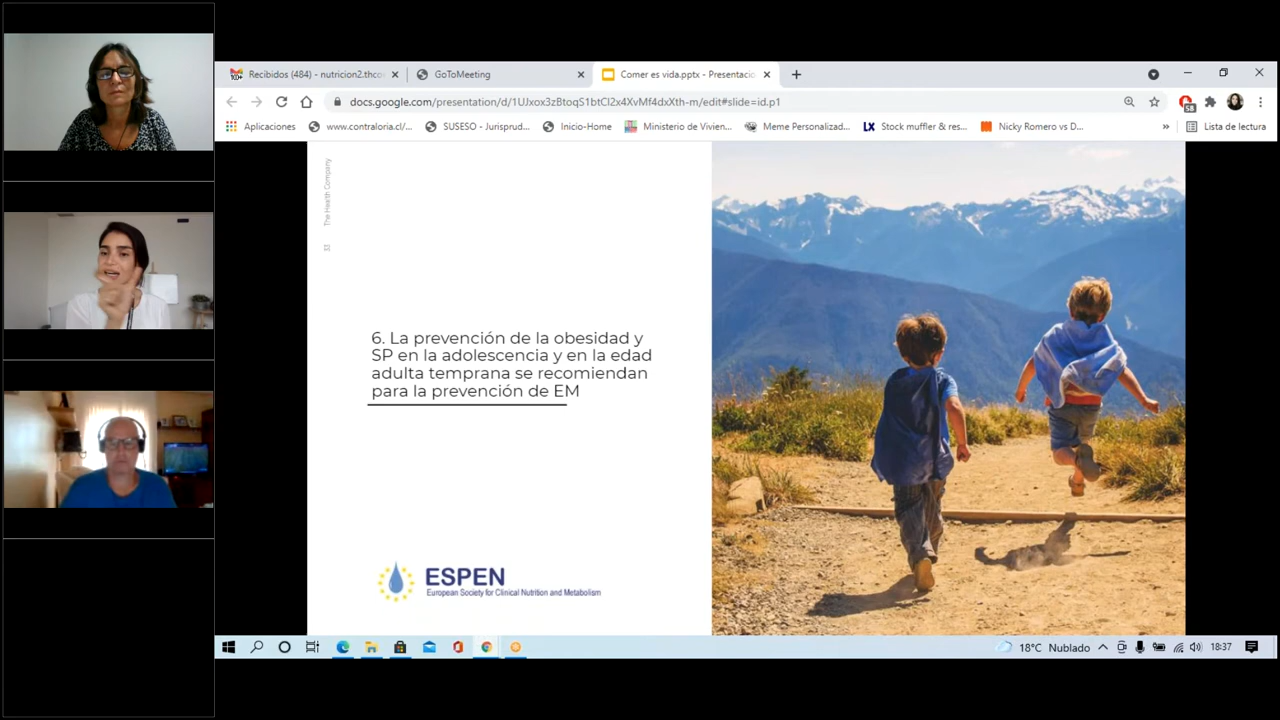 Recibidos (484) - nutricion2.thco
GoToMeeting
Comer es vida.pptx - Presentacio
docs.google.com/presentation/d/1UJxox3zBtoqS1btCl2x4XvMf4dxXth-m/edit#slide=id.p1
58
Aplicaciones
www.contraloria.cl/...
SUSESO - Jurisprud...
Inicio-Home
Ministerio de Vivien...
Meme Personalizad...
LX
Stock muffler & res...
Nicky Romero vs D...
»
Lista de lectura
The Health Company
6. La prevención de la obesidad y
SP en la adolescencia y en la edad
adulta temprana se recomiendan
para la prevención de EM
ESPEN
European Society for Clinical Nutrition and Metabolism
18°C Nublado
18:37